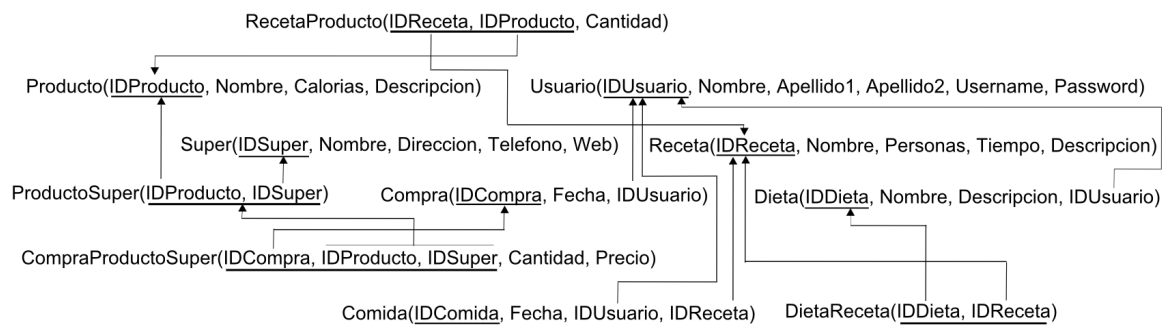 RecetaProducto(IDReceta, IDProducto, Cantidad)
Producto(IDProducto, Nombre, Calorias, Descripcion)
Usuario(IDUsuario, Nombre, Apellido1, Apellido2, Username, Password)
Super(IDSuper, Nombre, Direccion, Telefono, Web)
Receta(IDReceta, Nombre, Personas, Tiempo, Descripcion)
ProductoSuper(IDProducto, IDSuper)
Compra(IDCompra, Fecha, IDUsuario)
Dieta(IDDieta, Nombre, Descripcion, IDUsuario)
CompraProductoSuper(IDCompra, IDProducto, IDSuper, Cantidad, Precio)
Comida(IDComida, Fecha, IDUsuario, IDReceta)
DietaReceta(IDDieta, IDReceta)